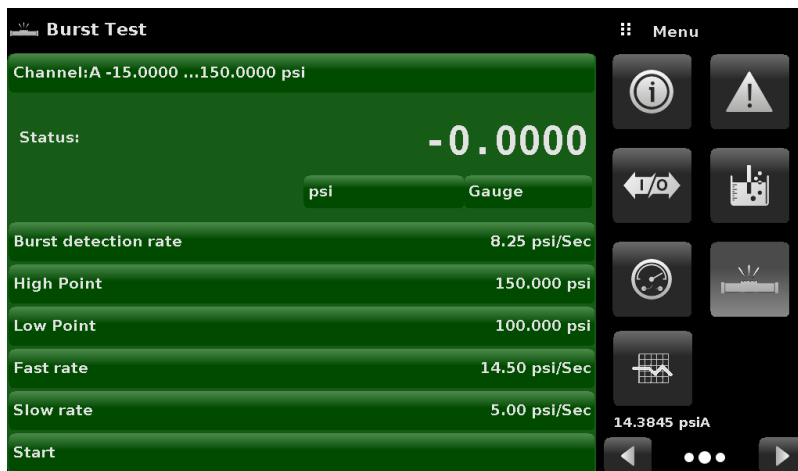 Burst Test
Channel:A -15.0000 ...150.0000 psi
Status:
-0.0000
psi Gauge
Burst detection rate 8.25 psi/Sec
High Point 150.000 psi
Low Point 100.000 psi
Fast rate 14.50 psi/Sec
Slow rate 5.00 psi/Sec
Start
Menu
I/O
14.3845 psiA